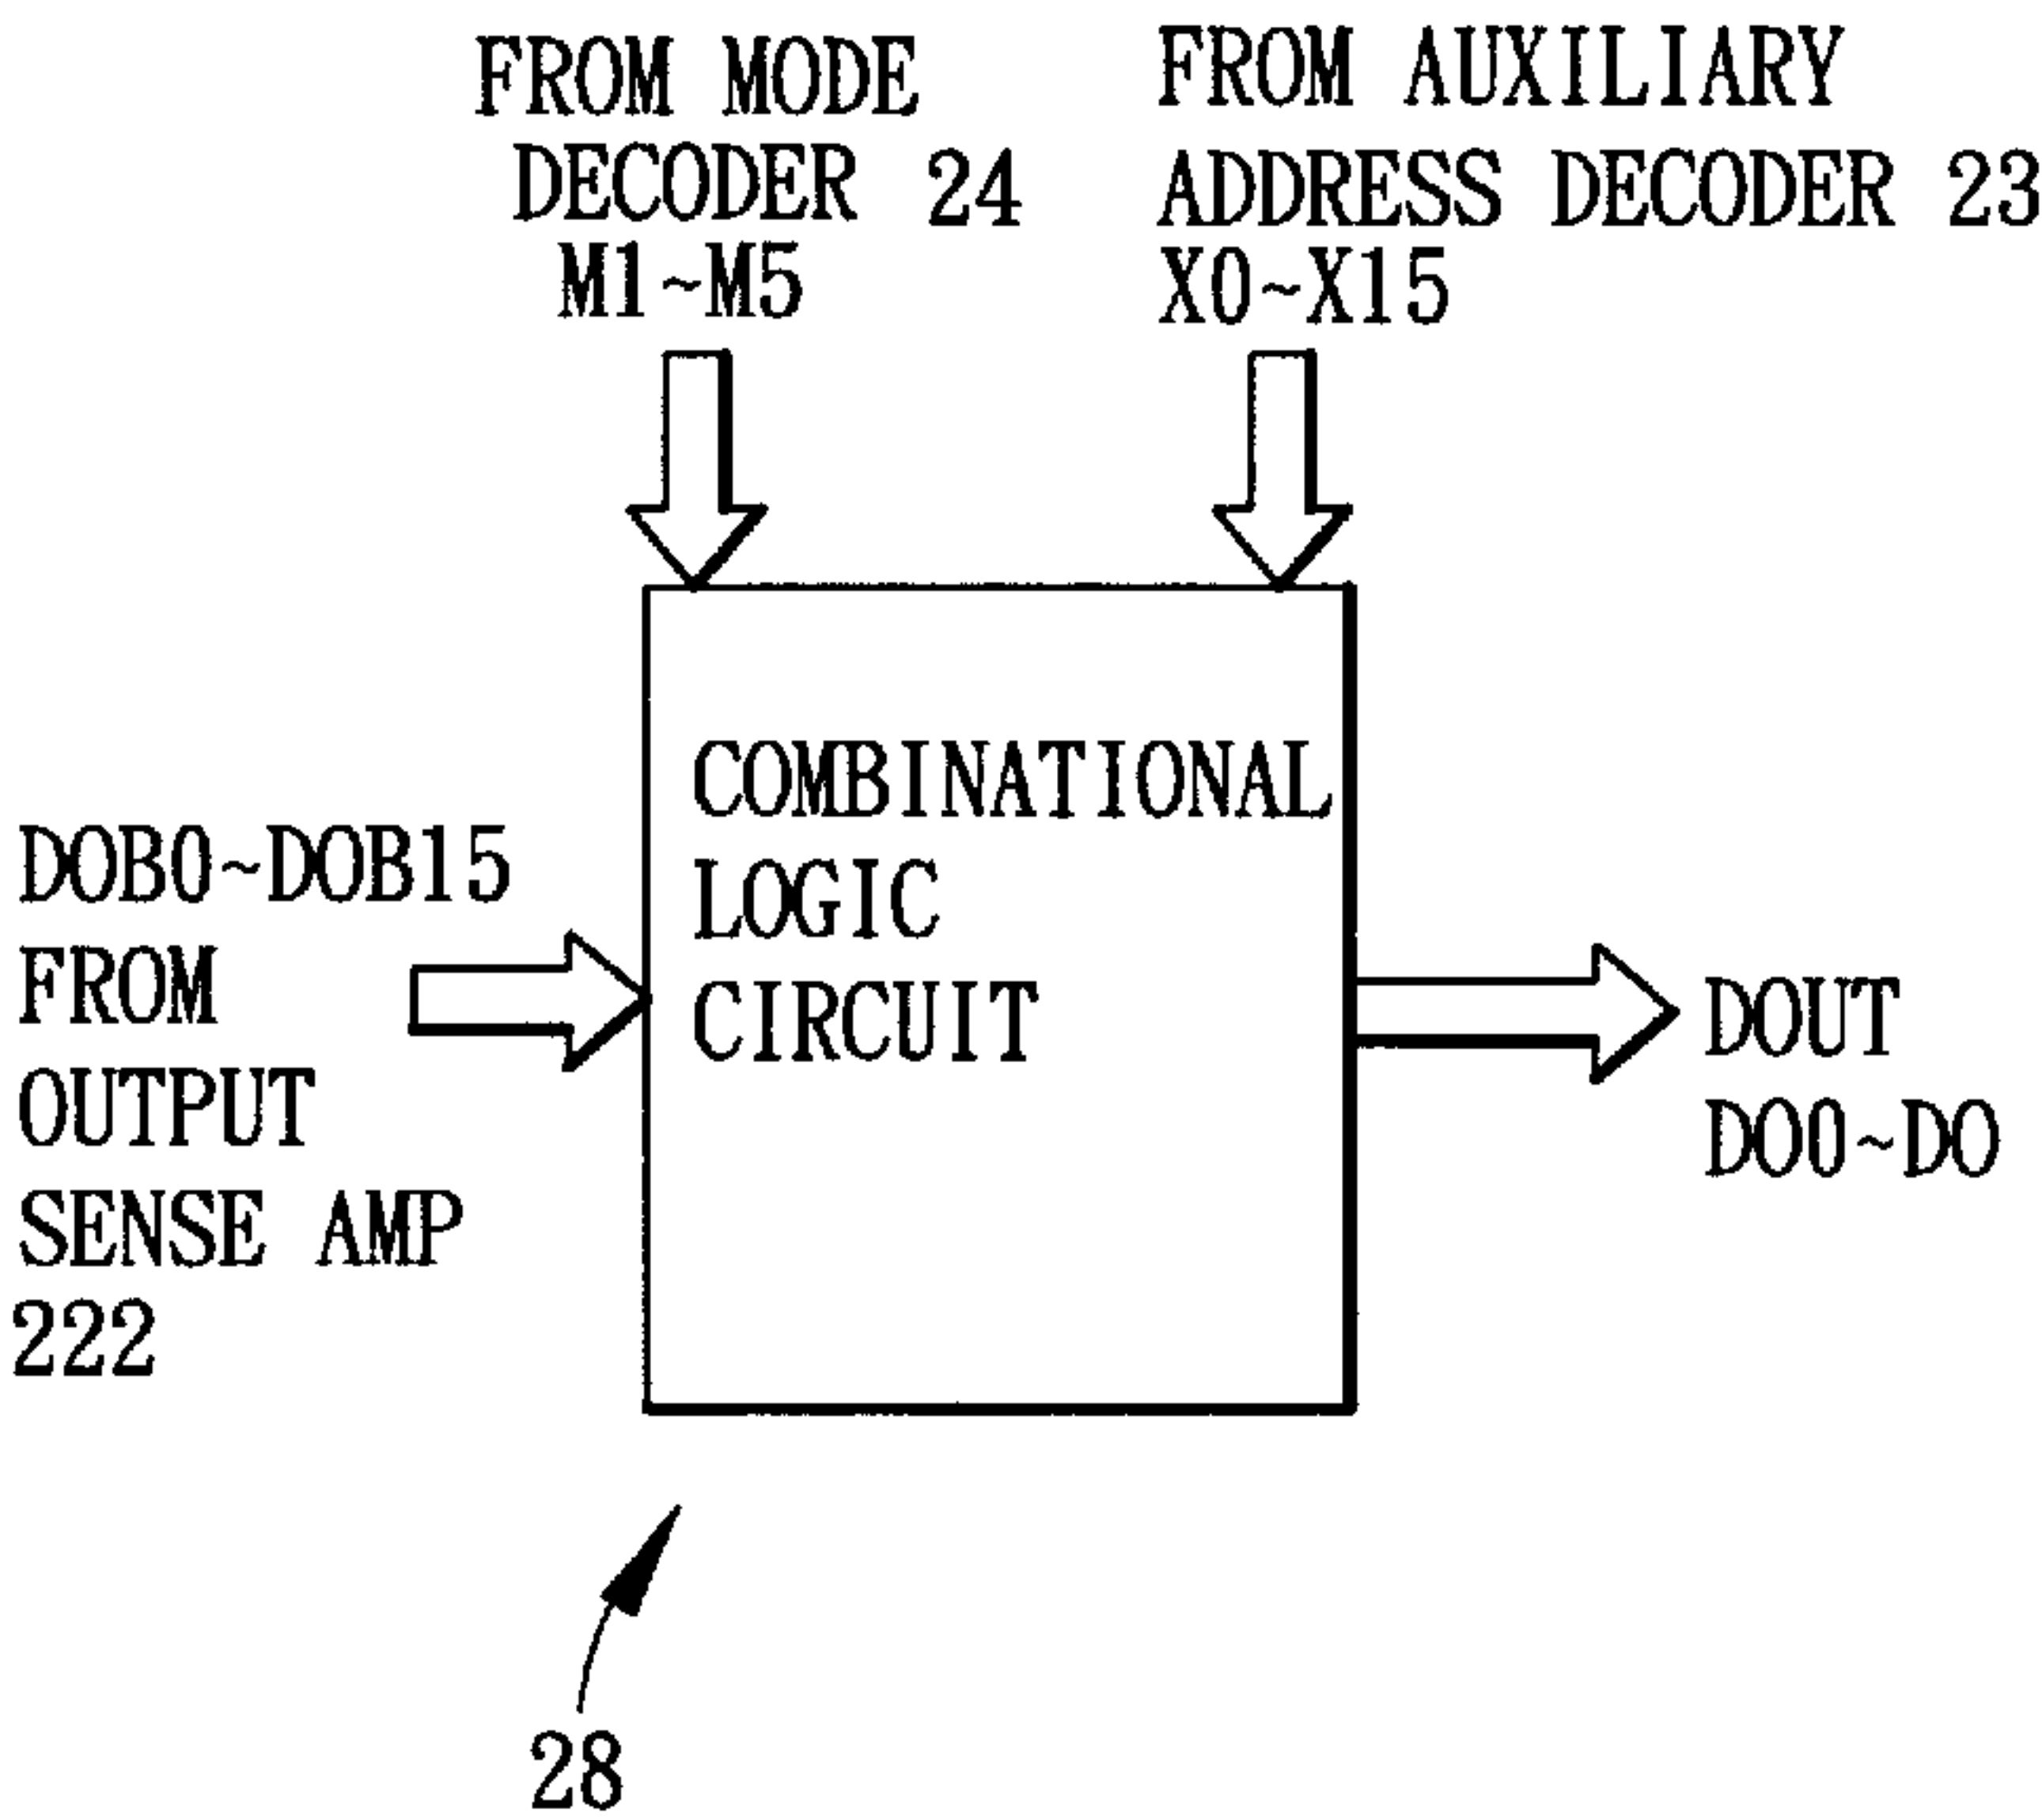 FROM MODE
DECODER 24
M1~M5
FROM AUXILIARY
ADDRESS DECODER 23
X0~X15
DOB0~DOB15
FROM
OUTPUT
SENSE AMP
222
COMBINATIONAL
LOGIC
CIRCUIT
DOUT
DO0~DO
28